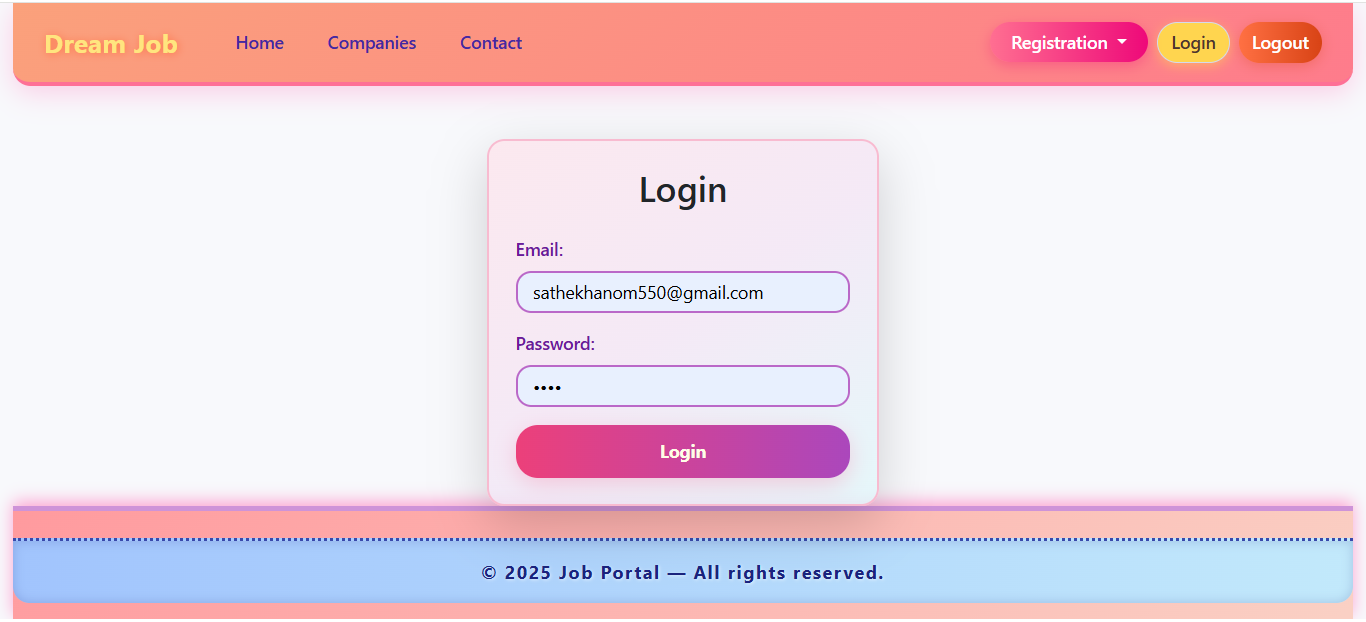 Dream Job Home Companies Contact Registration Login Logout
Login
Email:
sathekhanom550@gmail.com
Password:
••••
Login
© 2025 Job Portal — All rights reserved.